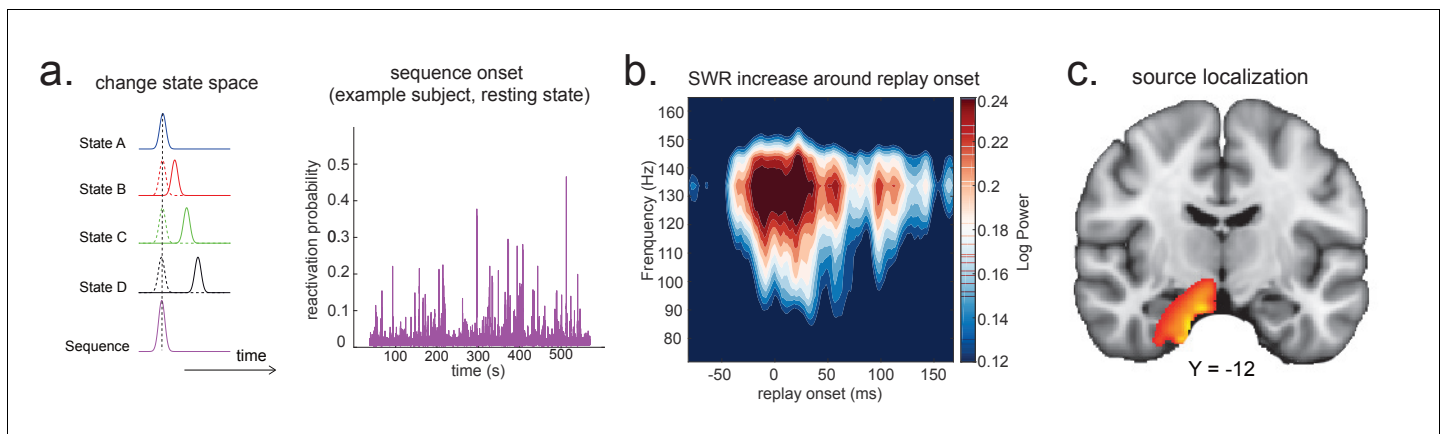 a.
change state space
State A
State B
State C
State D
Sequence
time
sequence onset
(example subject, resting state)
reactivation probability
0.5
0.4
0.3
0.2
0.1
0
100
200
300
400
500
time (s)
b.
SWR increase around replay onset
Frenquency (Hz)
160
150
140
130
120
110
100
90
80
-50
0
50
100
150
replay onset (ms)
0.24
0.22
0.2
0.18
0.16
0.14
0.12
Log Power
c.
source localization
Y = -12